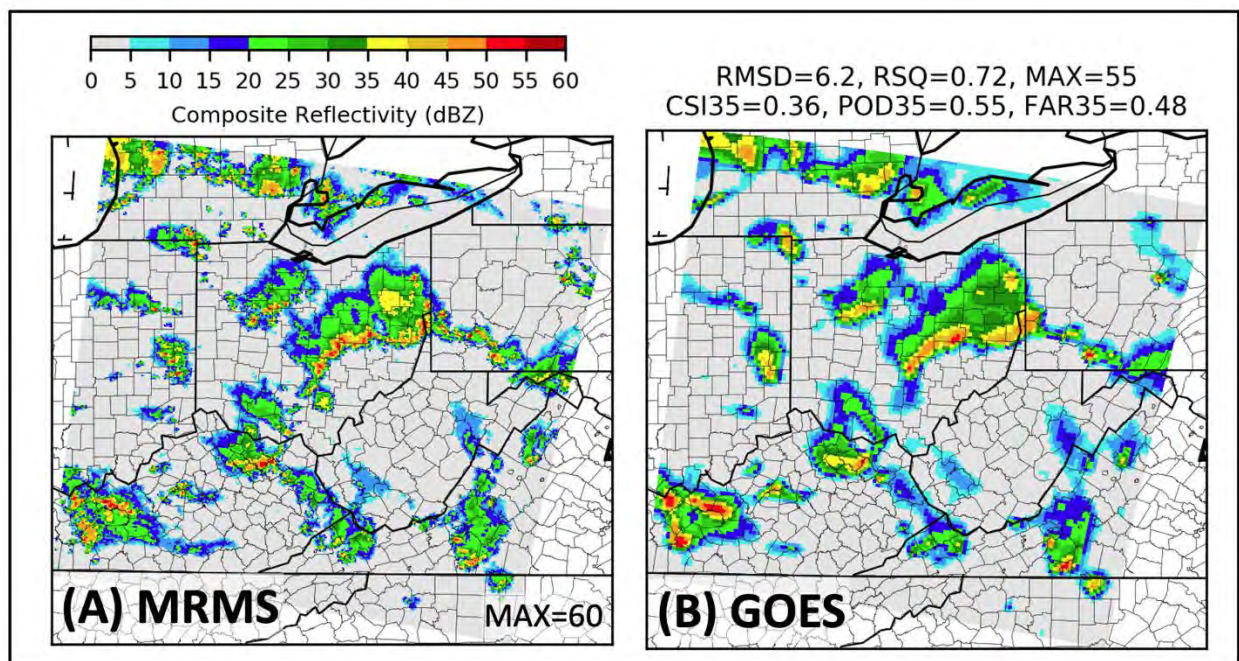 0 5 10 15 20 25 30 35 40 45 50 55 60
Composite Reflectivity (dBZ)
RMSD=6.2, RSQ=0.72, MAX=55
CSI35=0.36, POD35=0.55, FAR35=0.48
(A) MRMS
MAX=60
(B) GOES